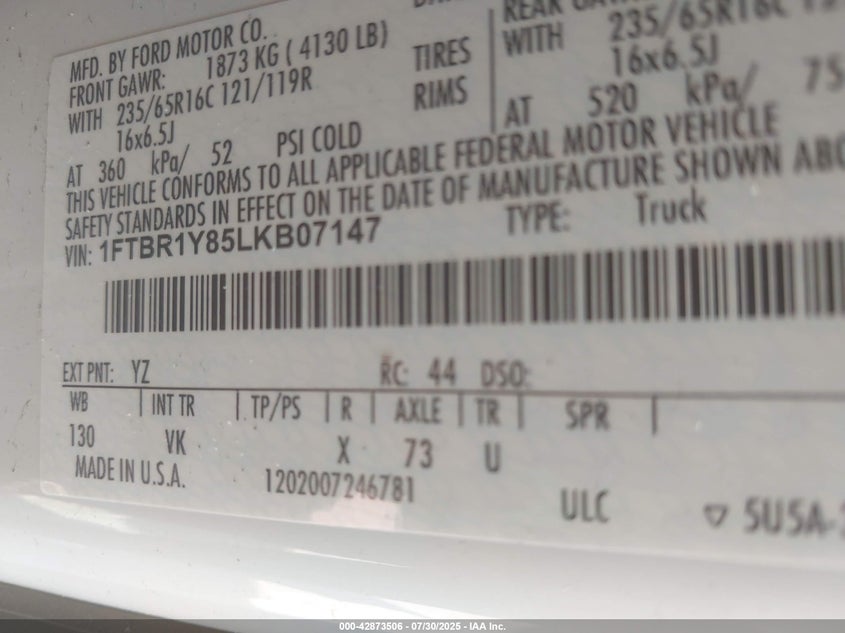 MFD. BY FORD MOTOR CO.
FRONT GAWR: 1873 KG ( 4130 LB)
WITH 235/65R16C 121/119R TIRES
16x6.5J RIMS
AT 360 kPa/ 52 PSI COLD
REAR
WITH 235/65R16C
16x6.5J
AT 520 kPa/ 75
THIS VEHICLE CONFORMS TO ALL APPLICABLE FEDERAL MOTOR VEHICLE
SAFETY STANDARDS IN EFFECT ON THE DATE OF MANUFACTURE SHOWN
VIN: 1FTBR1Y85LKB07147 TYPE: Truck
EXT PNT: YZ RC: 44 DSO:
WB INT TR TP/PS R AXLE TR SPR
130 VK X 73 U
MADE IN U.S.A. 1202007246781 ULC
000-42873506 - 07/30/2025 - IAA Inc.